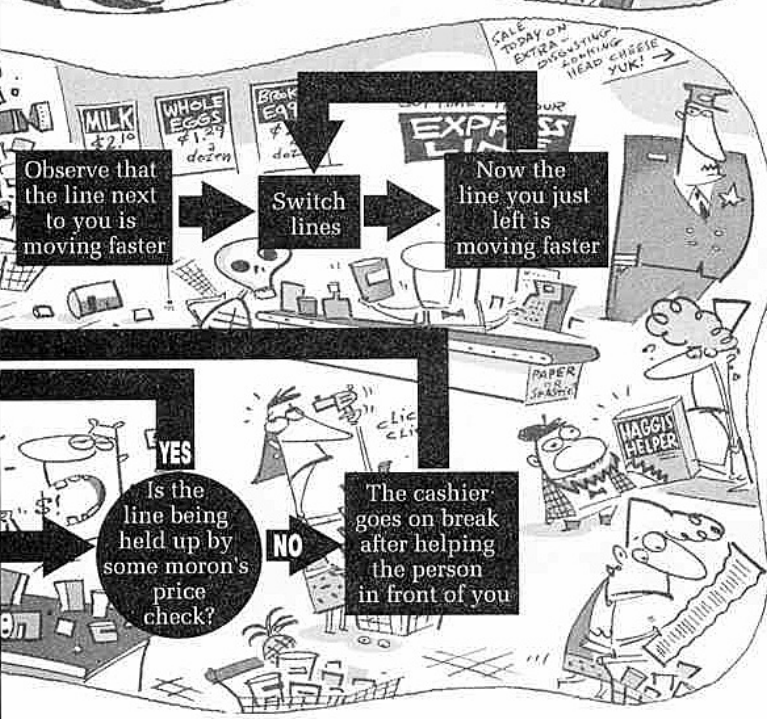 SALE
TODAY ON
EXTRA-
DISGUSTING
LOOKING
HEAD CHEESE
YUK!
MILK
$2.10
WHOLE
EGGS
$1.29
dozen
EGG
EXPRESS
LINE
Observe that
the line next
to you is
moving faster
Switch
lines
Now the
line you just
left is
moving faster
PAPER
OR
SPASTIC?
YES
HAGGIS
HELPER
Is the
line being
held up by
some moron's
price
check?
NO
The cashier
goes on break
after helping
the person
in front of you